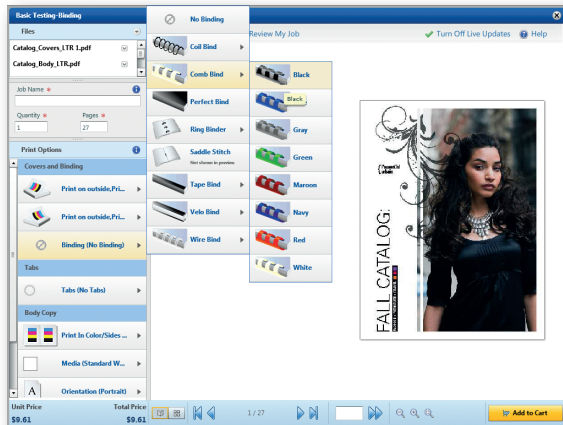 Basic Testing-Binding
Files
Catalog_Covers_LTR 1.pdf
Catalog_Body_LTR.pdf
Job Name *
Quantity *
Pages *
1
27
Print Options
Covers and Binding
Print on outside,Pri...
Print on outside,Pri...
Binding (No Binding)
Tabs
Tabs (No Tabs)
Body Copy
Print In Color/Sides ...
Media (Standard W...
A
Orientation (Portrait)
Unit Price
Total Price
$9.61
$9.61
No Binding
Coil Bind
Comb Bind
Perfect Bind
Ring Binder
Saddle Stitch
Not shown in preview
Tape Bind
Velo Bind
Wire Bind
Black
Black
Gray
Green
Maroon
Navy
Red
White
Review My Job
Turn Off Live Updates
Help
FALL CATALOG:
1 / 27
Add to Cart